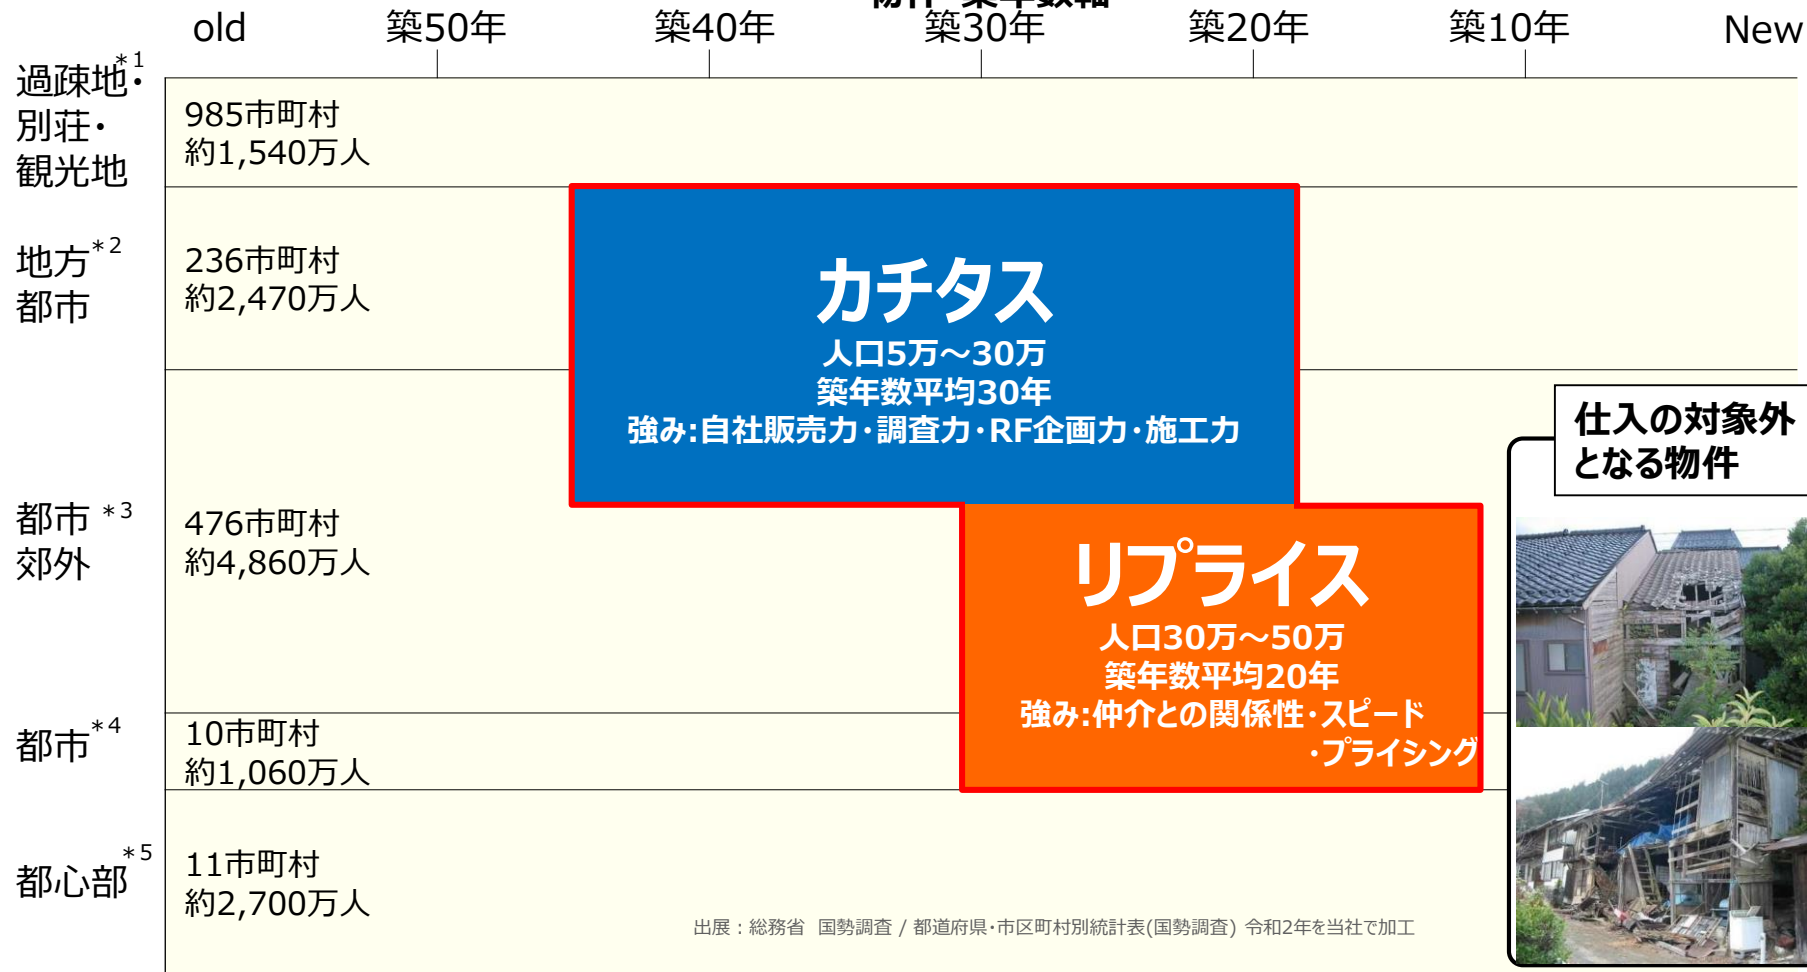 物件 築年数軸
old 築50年 築40年 築30年 築20年 築10年 New
過疎地・*1
別荘・
観光地
985市町村
約1,540万人
地方*2
都市
236市町村
約2,470万人
カチタス
人口5万～30万
築年数平均30年
強み:自社販売力・調査力・RF企画力・施工力
仕入の対象外
となる物件
都市 *3
郊外
476市町村
約4,860万人
リプライス
人口30万～50万
築年数平均20年
強み:仲介との関係性・スピード
・プライシング
都市*4
10市町村
約1,060万人
都心部*5
11市町村
約2,700万人
出展：総務省 国勢調査 / 都道府県・市区町村別統計表(国勢調査) 令和2年を当社で加工